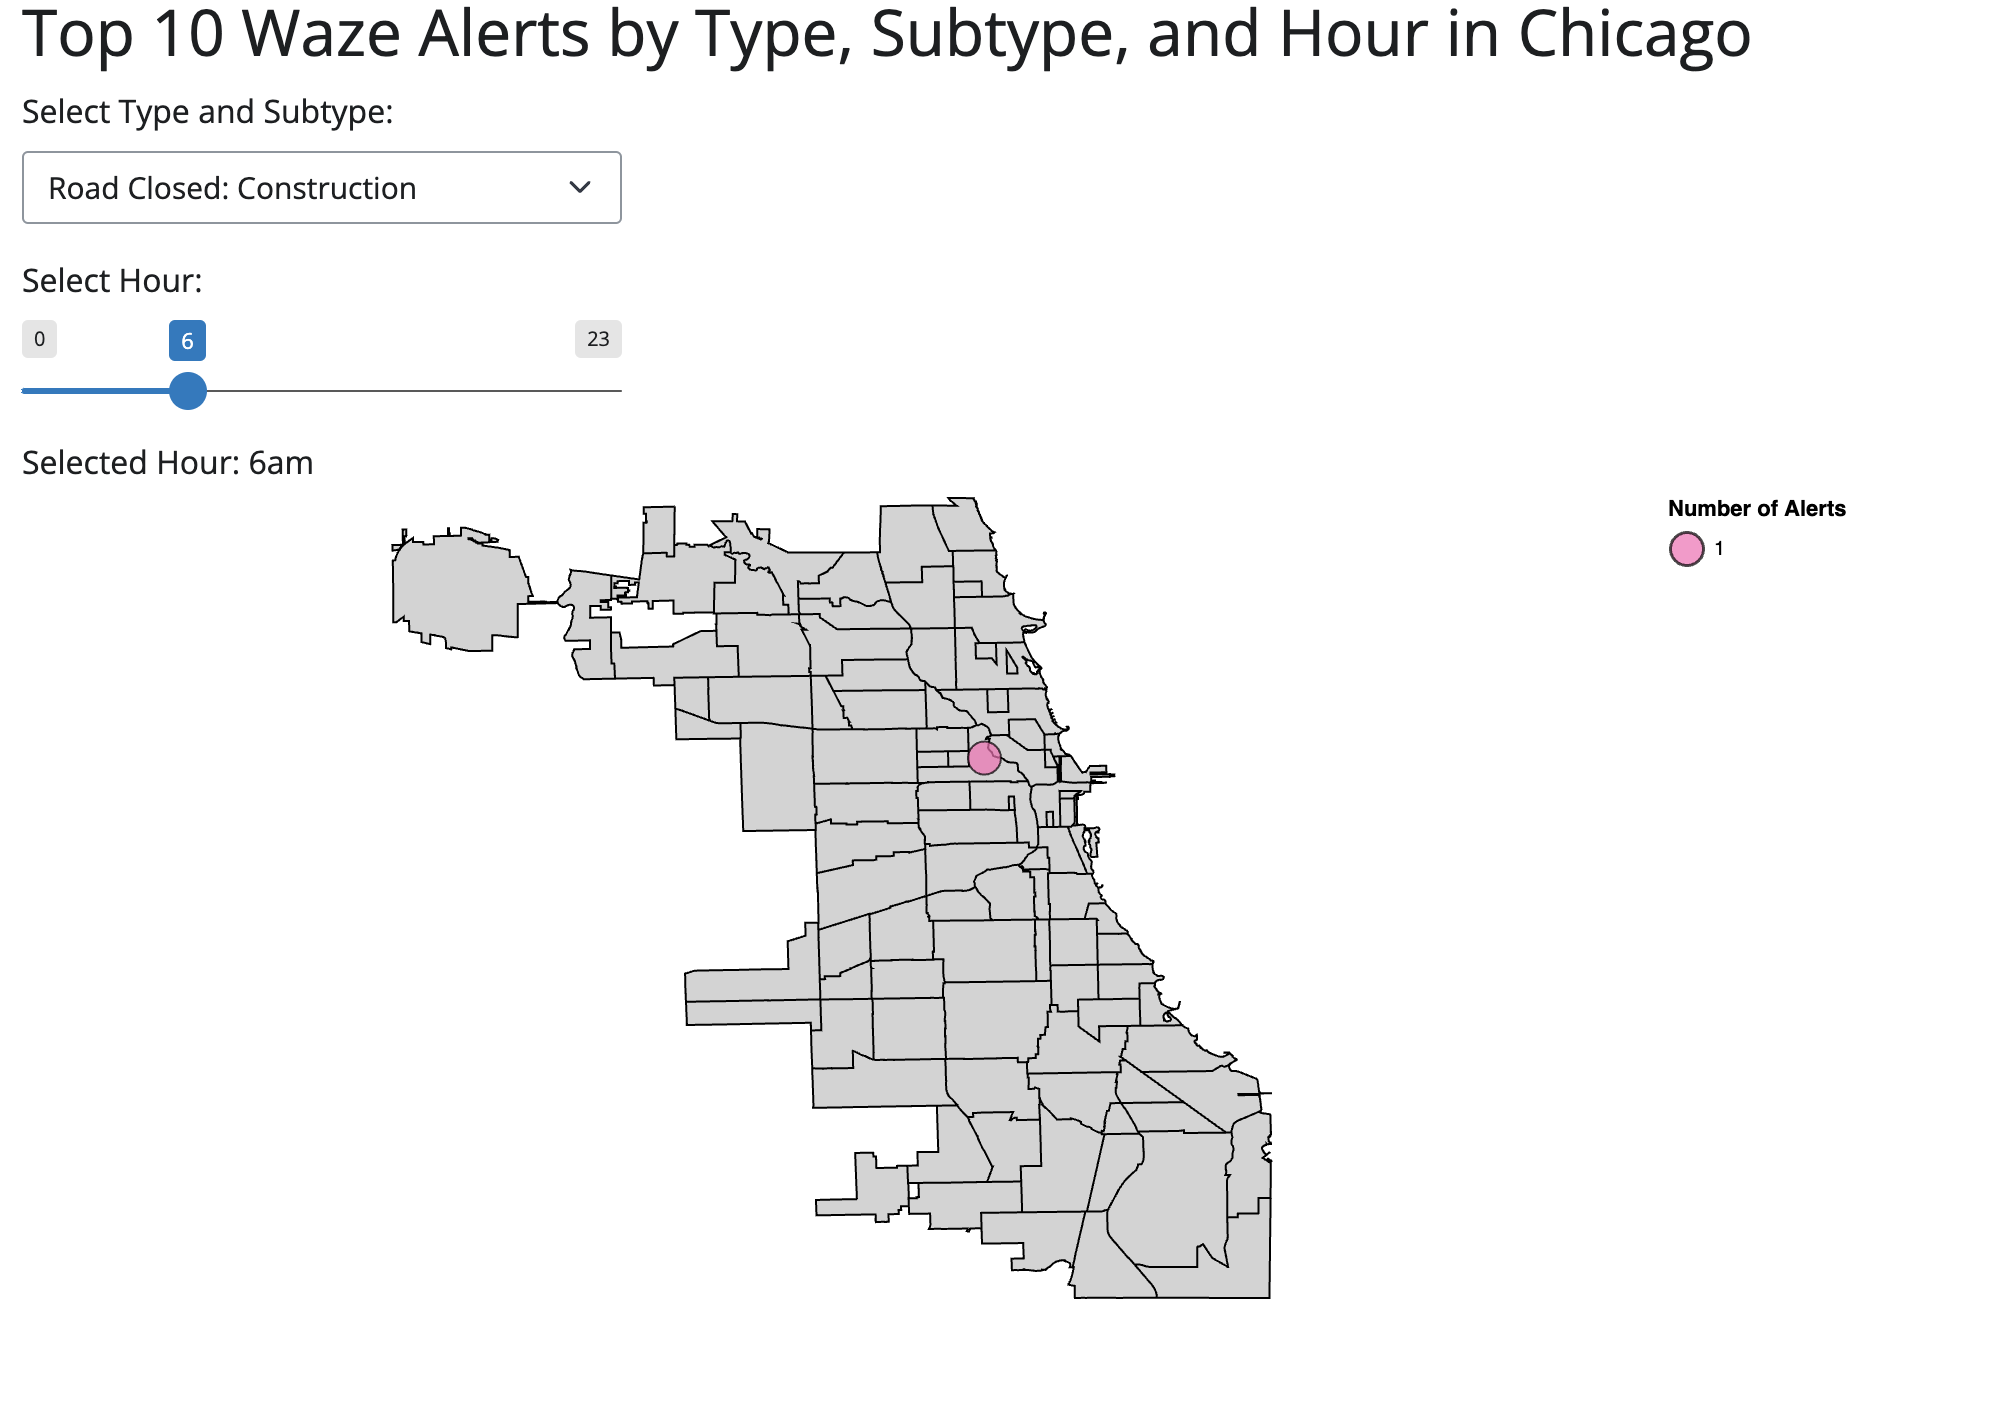 Top 10 Waze Alerts by Type, Subtype, and Hour in Chicago
Select Type and Subtype:
Road Closed: Construction
Select Hour:
0 6 23
Selected Hour: 6am
Number of Alerts
1